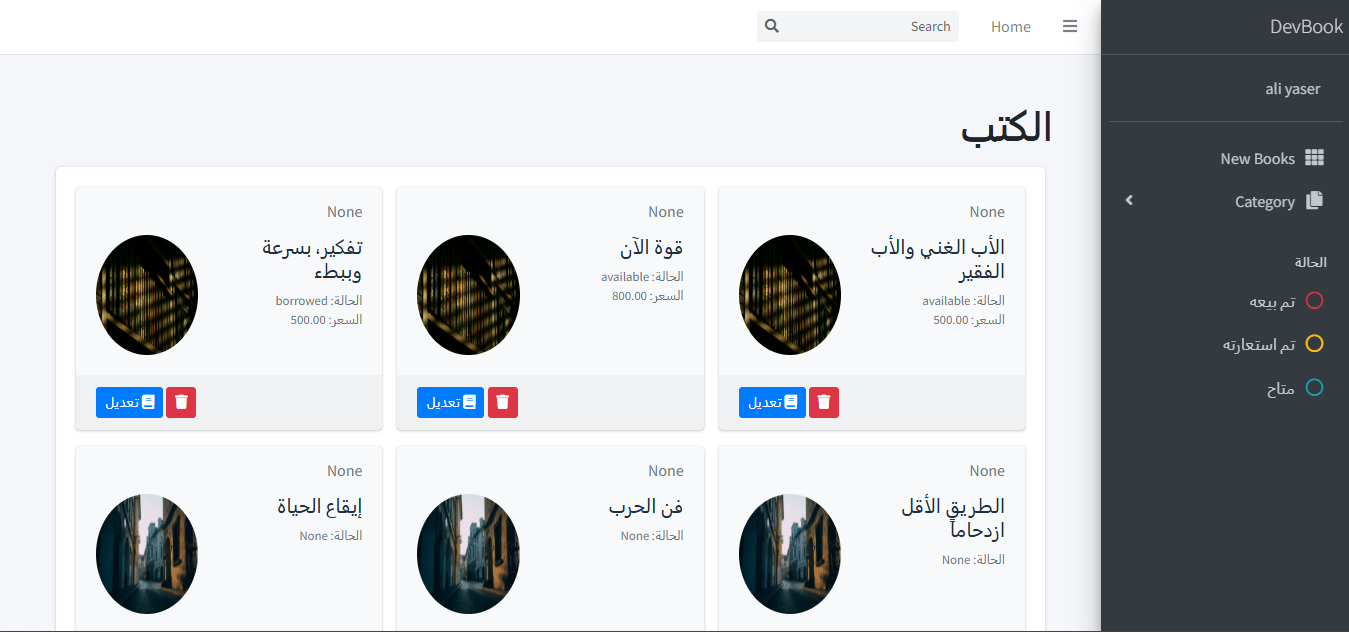 DevBook
ali yaser
New Books
Category
الحالة
تم بيعه
تم استعارته
متاح
Home
Search
الكتب
None
الأب الغني والأب
الفقير
الحالة: available
السعر: 500.00
تعديل
None
قوة الآن
الحالة: available
السعر: 800.00
تعديل
None
تفكير، بسرعة
وببطء
الحالة: borrowed
السعر: 500.00
تعديل
None
الطريق الأقل
ازدحاماً
الحالة: None
None
فن الحرب
الحالة: None
None
إيقاع الحياة
الحالة: None